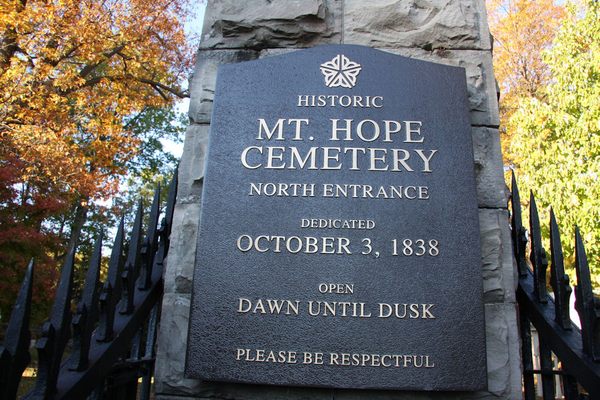 HISTORIC
MT. HOPE
CEMETERY
NORTH ENTRANCE
DEDICATED
OCTOBER 3, 1838
OPEN
DAWN UNTIL DUSK
PLEASE BE RESPECTFUL